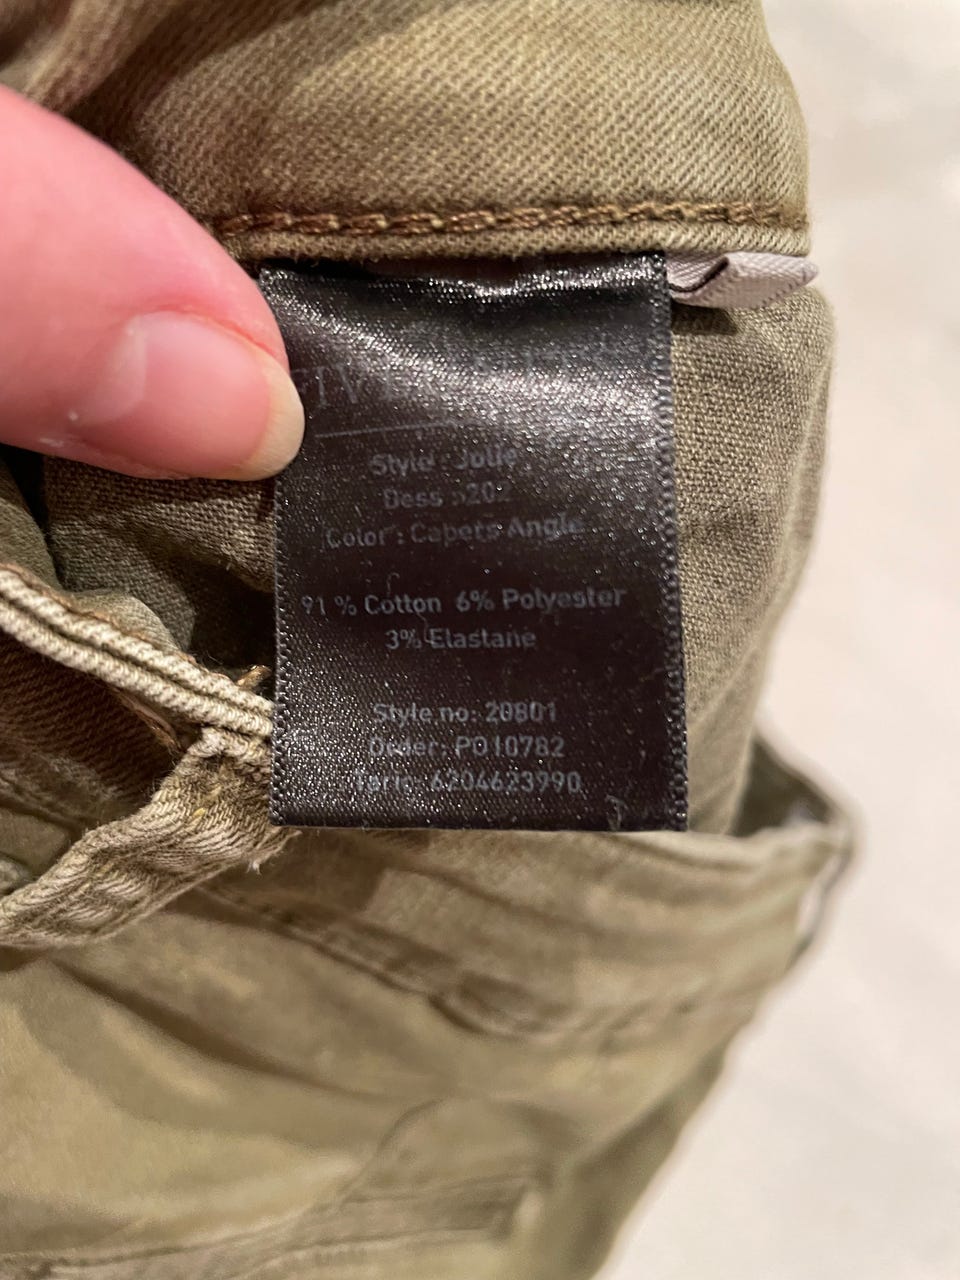 Style : Jolie
Dess :
Color : Capets Angle
91 % Cotton 6% Polyester
3% Elastane
Style no: 20801
Order: PO10782
Taric: 6204623990